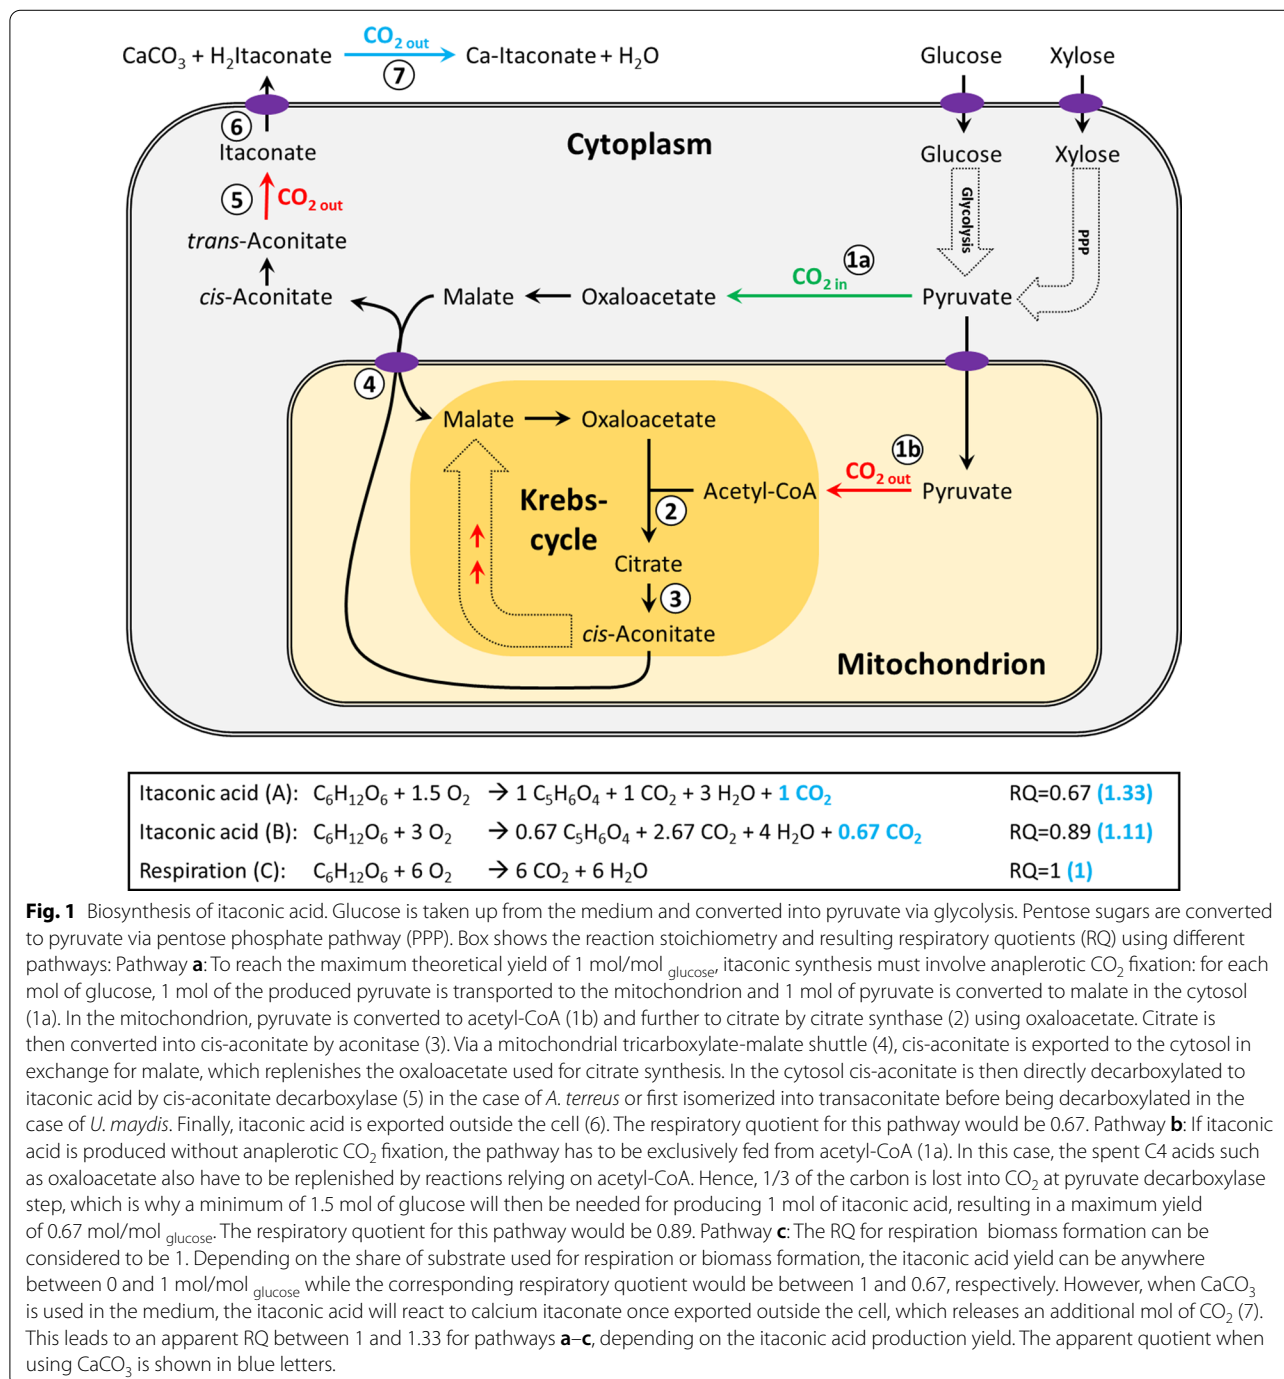 CaCO3 + H2Itaconate CO2 out Ca-Itaconate + H2O Glucose Xylose
7
6
Cytoplasm
Itaconate Glucose Xylose
5 CO2 out Glycolysis PPP
trans-Aconitate
1a
CO2 in
cis-Aconitate Malate Oxaloacetate Pyruvate
4
Malate Oxaloacetate
1b
CO2 out
Acetyl-CoA Pyruvate
Krebs-
cycle
2
Citrate
3
cis-Aconitate
Mitochondrion
Itaconic acid (A): C6H12O6 + 1.5 O2 → 1 C5H6O4 + 1 CO2 + 3 H2O + 1 CO2 RQ=0.67 (1.33)
Itaconic acid (B): C6H12O6 + 3 O2 → 0.67 C5H6O4 + 2.67 CO2 + 4 H2O + 0.67 CO2 RQ=0.89 (1.11)
Respiration (C): C6H12O6 + 6 O2 → 6 CO2 + 6 H2O RQ=1 (1)
Fig. 1 Biosynthesis of itaconic acid. Glucose is taken up from the medium and converted into pyruvate via glycolysis. Pentose sugars are converted
to pyruvate via pentose phosphate pathway (PPP). Box shows the reaction stoichiometry and resulting respiratory quotients (RQ) using different
pathways: Pathway a: To reach the maximum theoretical yield of 1 mol/mol glucose, itaconic synthesis must involve anaplerotic CO2 fixation: for each
mol of glucose, 1 mol of the produced pyruvate is transported to the mitochondrion and 1 mol of pyruvate is converted to malate in the cytosol
(1a). In the mitochondrion, pyruvate is converted to acetyl-CoA (1b) and further to citrate by citrate synthase (2) using oxaloacetate. Citrate is
then converted into cis-aconitate by aconitase (3). Via a mitochondrial tricarboxylate-malate shuttle (4), cis-aconitate is exported to the cytosol in
exchange for malate, which replenishes the oxaloacetate used for citrate synthesis. In the cytosol cis-aconitate is then directly decarboxylated to
itaconic acid by cis-aconitate decarboxylase (5) in the case of A. terreus or first isomerized into transaconitate before being decarboxylated in the
case of U. maydis. Finally, itaconic acid is exported outside the cell (6). The respiratory quotient for this pathway would be 0.67. Pathway b: If itaconic
acid is produced without anaplerotic CO2 fixation, the pathway has to be exclusively fed from acetyl-CoA (1a). In this case, the spent C4 acids such
as oxaloacetate also have to be replenished by reactions relying on acetyl-CoA. Hence, 1/3 of the carbon is lost into CO2 at pyruvate decarboxylase
step, which is why a minimum of 1.5 mol of glucose will then be needed for producing 1 mol of itaconic acid, resulting in a maximum yield
of 0.67 mol/mol glucose. The respiratory quotient for this pathway would be 0.89. Pathway c: The RQ for respiration biomass formation can be
considered to be 1. Depending on the share of substrate used for respiration or biomass formation, the itaconic acid yield can be anywhere
between 0 and 1 mol/mol glucose while the corresponding respiratory quotient would be between 1 and 0.67, respectively. However, when CaCO3
is used in the medium, the itaconic acid will react to calcium itaconate once exported outside the cell, which releases an additional mol of CO2 (7).
This leads to an apparent RQ between 1 and 1.33 for pathways a–c, depending on the itaconic acid production yield. The apparent quotient when
using CaCO3 is shown in blue letters.